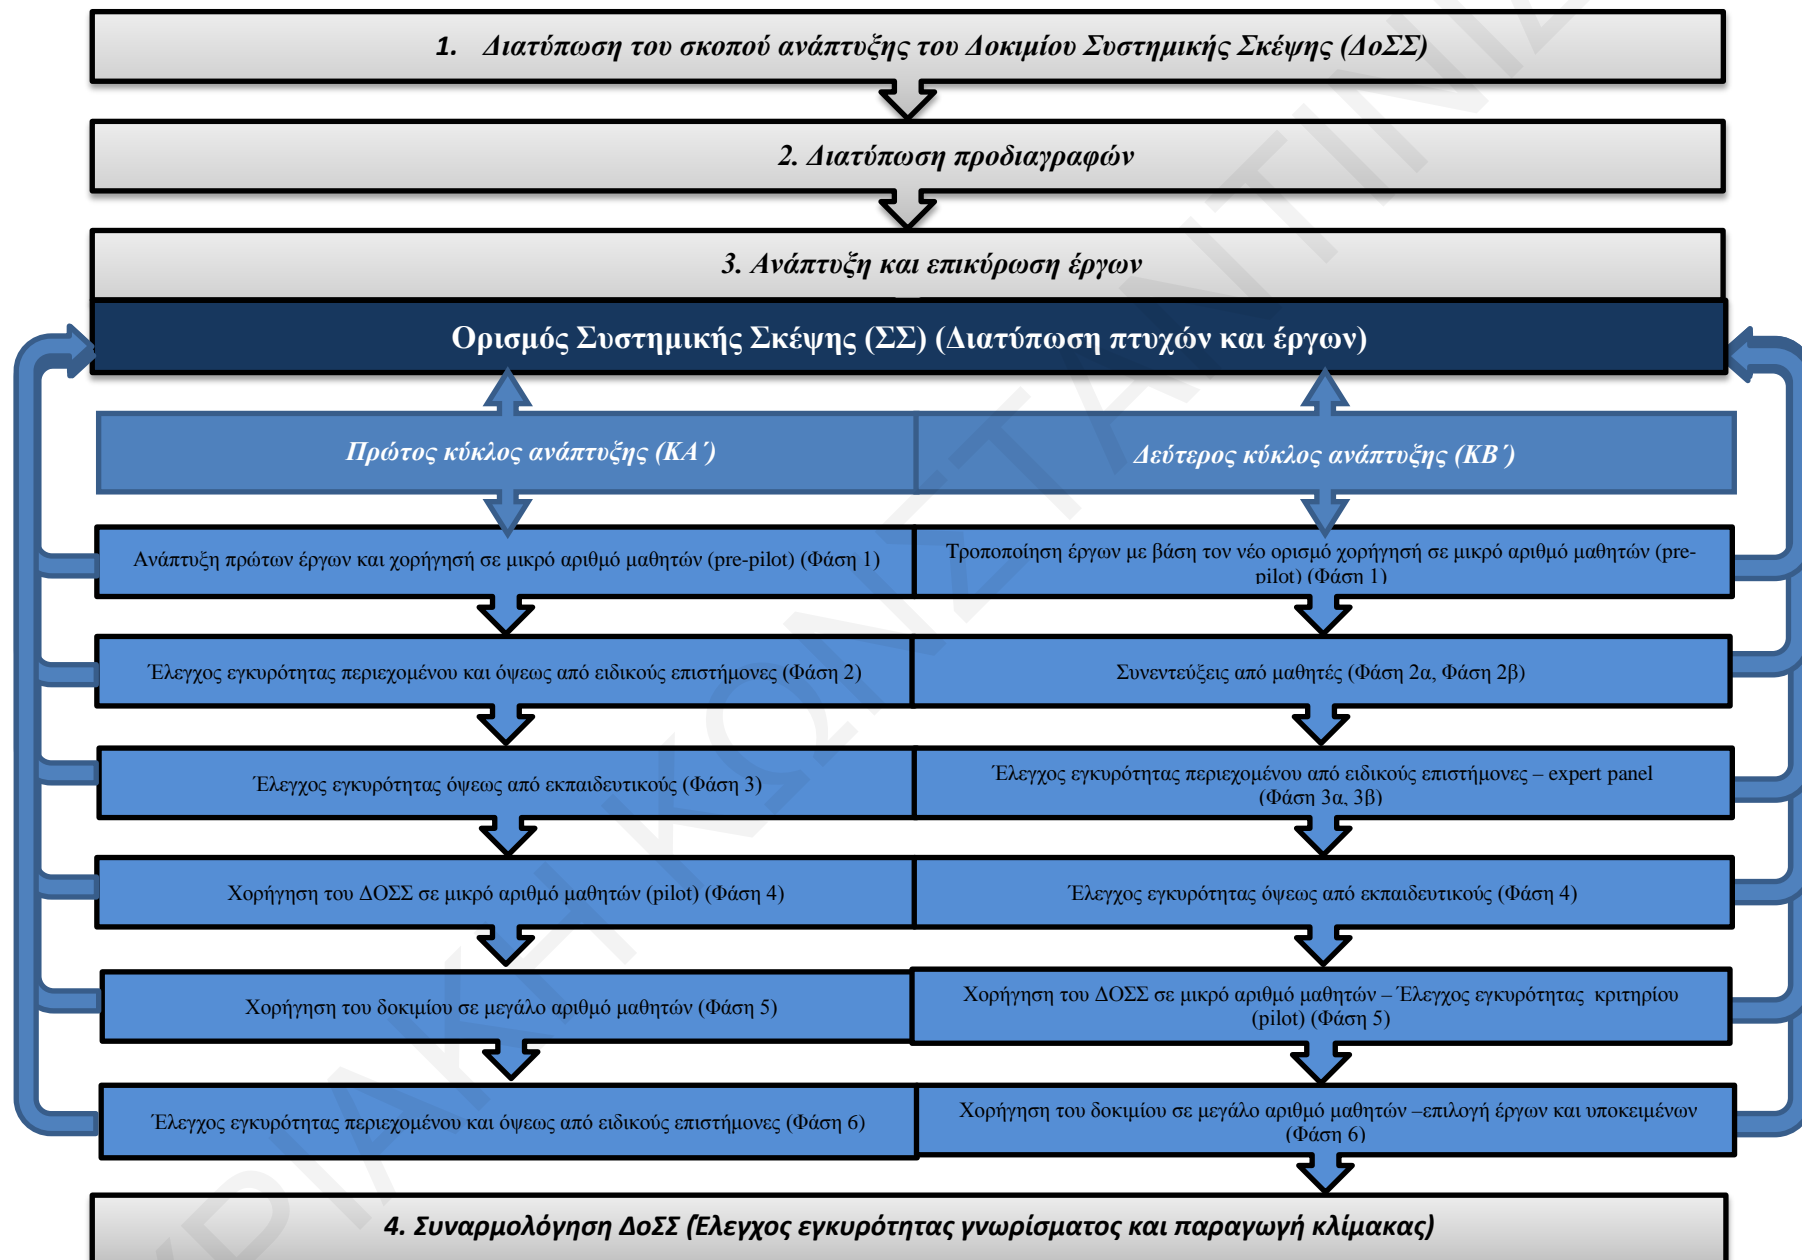 1. Διατύπωση του σκοπού ανάπτυξης του Δοκιμίου Συστημικής Σκέψης (ΔοΣΣ)
2. Διατύπωση προδιαγραφών
3. Ανάπτυξη και επικύρωση έργων
Ορισμός Συστημικής Σκέψης (ΣΣ) (Διατύπωση πτυχών και έργων)
Πρώτος κύκλος ανάπτυξης (ΚΑ΄)
Δεύτερος κύκλος ανάπτυξης (ΚΒ΄)
Ανάπτυξη πρώτων έργων και χορήγησή σε μικρό αριθμό μαθητών (pre-pilot) (Φάση 1)
Τροποποίηση έργων με βάση τον νέο ορισμό χορήγησή σε μικρό αριθμό μαθητών (pre-
pilot) (Φάση 1)
Έλεγχος εγκυρότητας περιεχομένου και όψεως από ειδικούς επιστήμονες (Φάση 2)
Συνεντεύξεις από μαθητές (Φάση 2α, Φάση 2β)
Έλεγχος εγκυρότητας όψεως από εκπαιδευτικούς (Φάση 3)
Έλεγχος εγκυρότητας περιεχομένου από ειδικούς επιστήμονες – expert panel
(Φάση 3α, 3β)
Χορήγηση του ΔΟΣΣ σε μικρό αριθμό μαθητών (pilot) (Φάση 4)
Έλεγχος εγκυρότητας όψεως από εκπαιδευτικούς (Φάση 4)
Χορήγηση του δοκιμίου σε μεγάλο αριθμό μαθητών (Φάση 5)
Χορήγηση του ΔΟΣΣ σε μικρό αριθμό μαθητών – Έλεγχος εγκυρότητας κριτηρίου
(pilot) (Φάση 5)
Έλεγχος εγκυρότητας περιεχομένου και όψεως από ειδικούς επιστήμονες (Φάση 6)
Χορήγηση του δοκιμίου σε μεγάλο αριθμό μαθητών –επιλογή έργων και υποκειμένων
(Φάση 6)
4. Συναρμολόγηση ΔοΣΣ (Έλεγχος εγκυρότητας γνωρίσματος και παραγωγή κλίμακας)